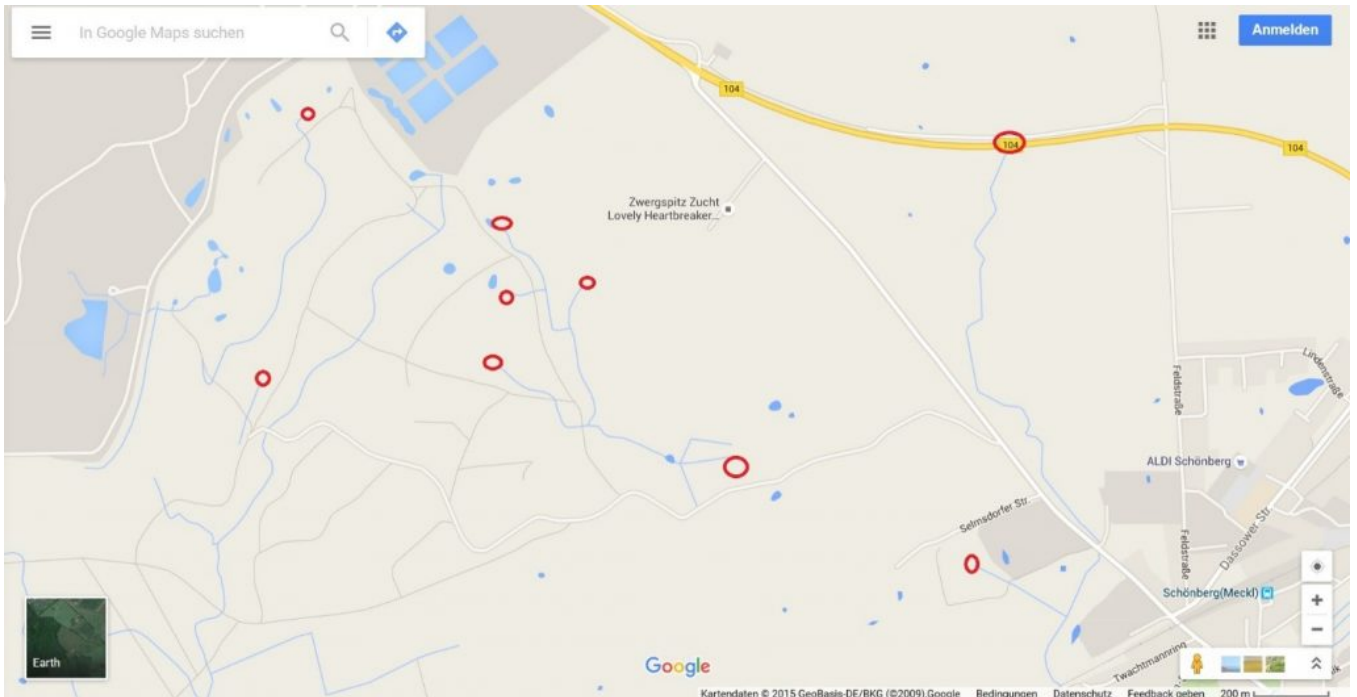 In Google Maps suchen
Anmelden
104
104
104
Zwergspitz Zucht
Lovely Heartbreaker...
Lindenstraße
Feldstraße
ALDI Schönberg
Selmsdorfer Str.
Dassower Str.
Feldstraße
Schönberg(Meckl)
Earth
Twachtmannring
Google
Kartendaten © 2015 GeoBasis-DE/BKG (©2009),Google Bedingungen Datenschutz Feedback geben 200 m